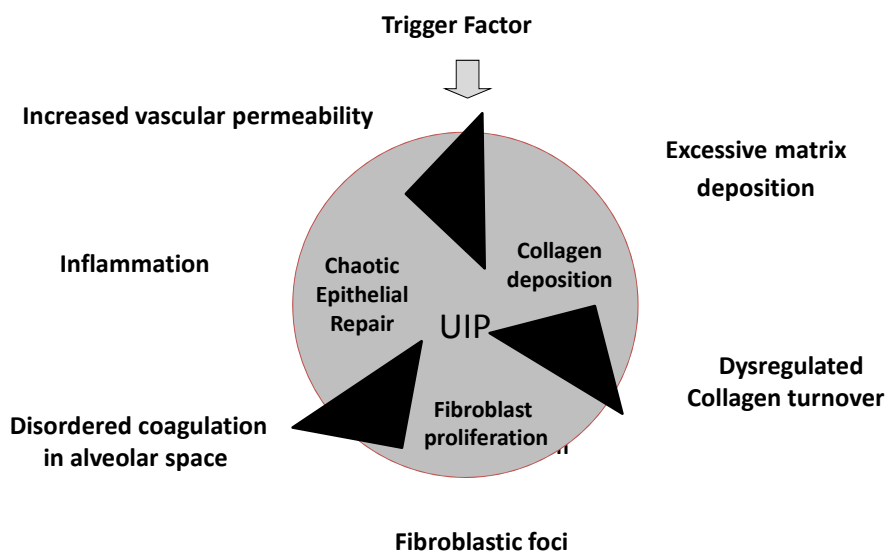 Trigger Factor
Increased vascular permeability
Excessive matrix
deposition
Inflammation
Chaotic
Epithelial
Repair
Collagen
deposition
UIP
Dysregulated
Collagen turnover
Disordered coagulation
in alveolar space
Fibroblast
proliferation
Fibroblastic foci